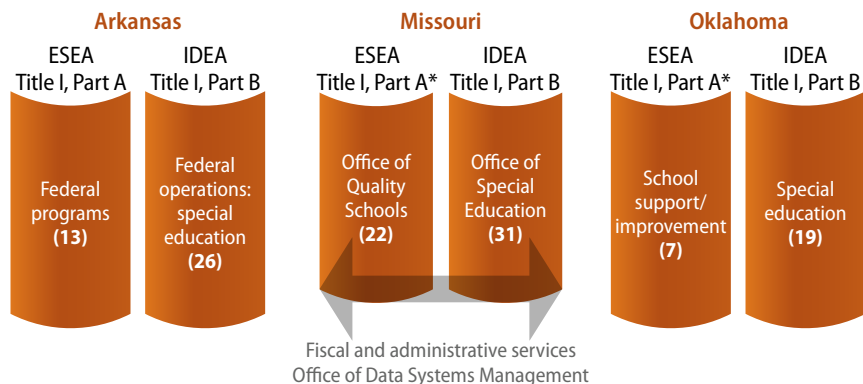 Arkansas
ESEA
Title I, Part A
IDEA
Title I, Part B
Federal
programs
(13)
Federal
operations:
special
education
(26)
Missouri
ESEA
Title I, Part A*
IDEA
Title I, Part B
Office of
Quality
Schools
(22)
Office of
Special
Education
(31)
Fiscal and administrative services
Office of Data Systems Management
Oklahoma
ESEA
Title I, Part A*
IDEA
Title I, Part B
School
support/
improvement
(7)
Special
education
(19)